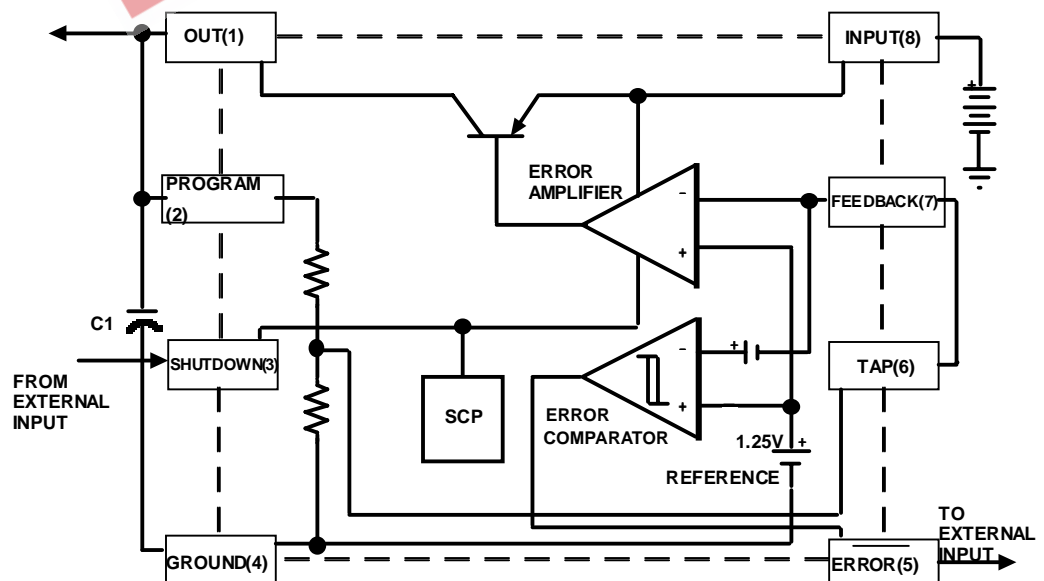 OUT(1)
INPUT(8)
+
ERROR
AMPLIFIER
PROGRAM
(2)
FEEDBACK(7)
-
+
C1
SHUTDOWN(3)
FROM
EXTERNAL
INPUT
SCP
ERROR
COMPARATOR
-
+
+
TAP(6)
1.25V
+
REFERENCE
GROUND(4)
ERROR(5)
TO
EXTERNAL
INPUT